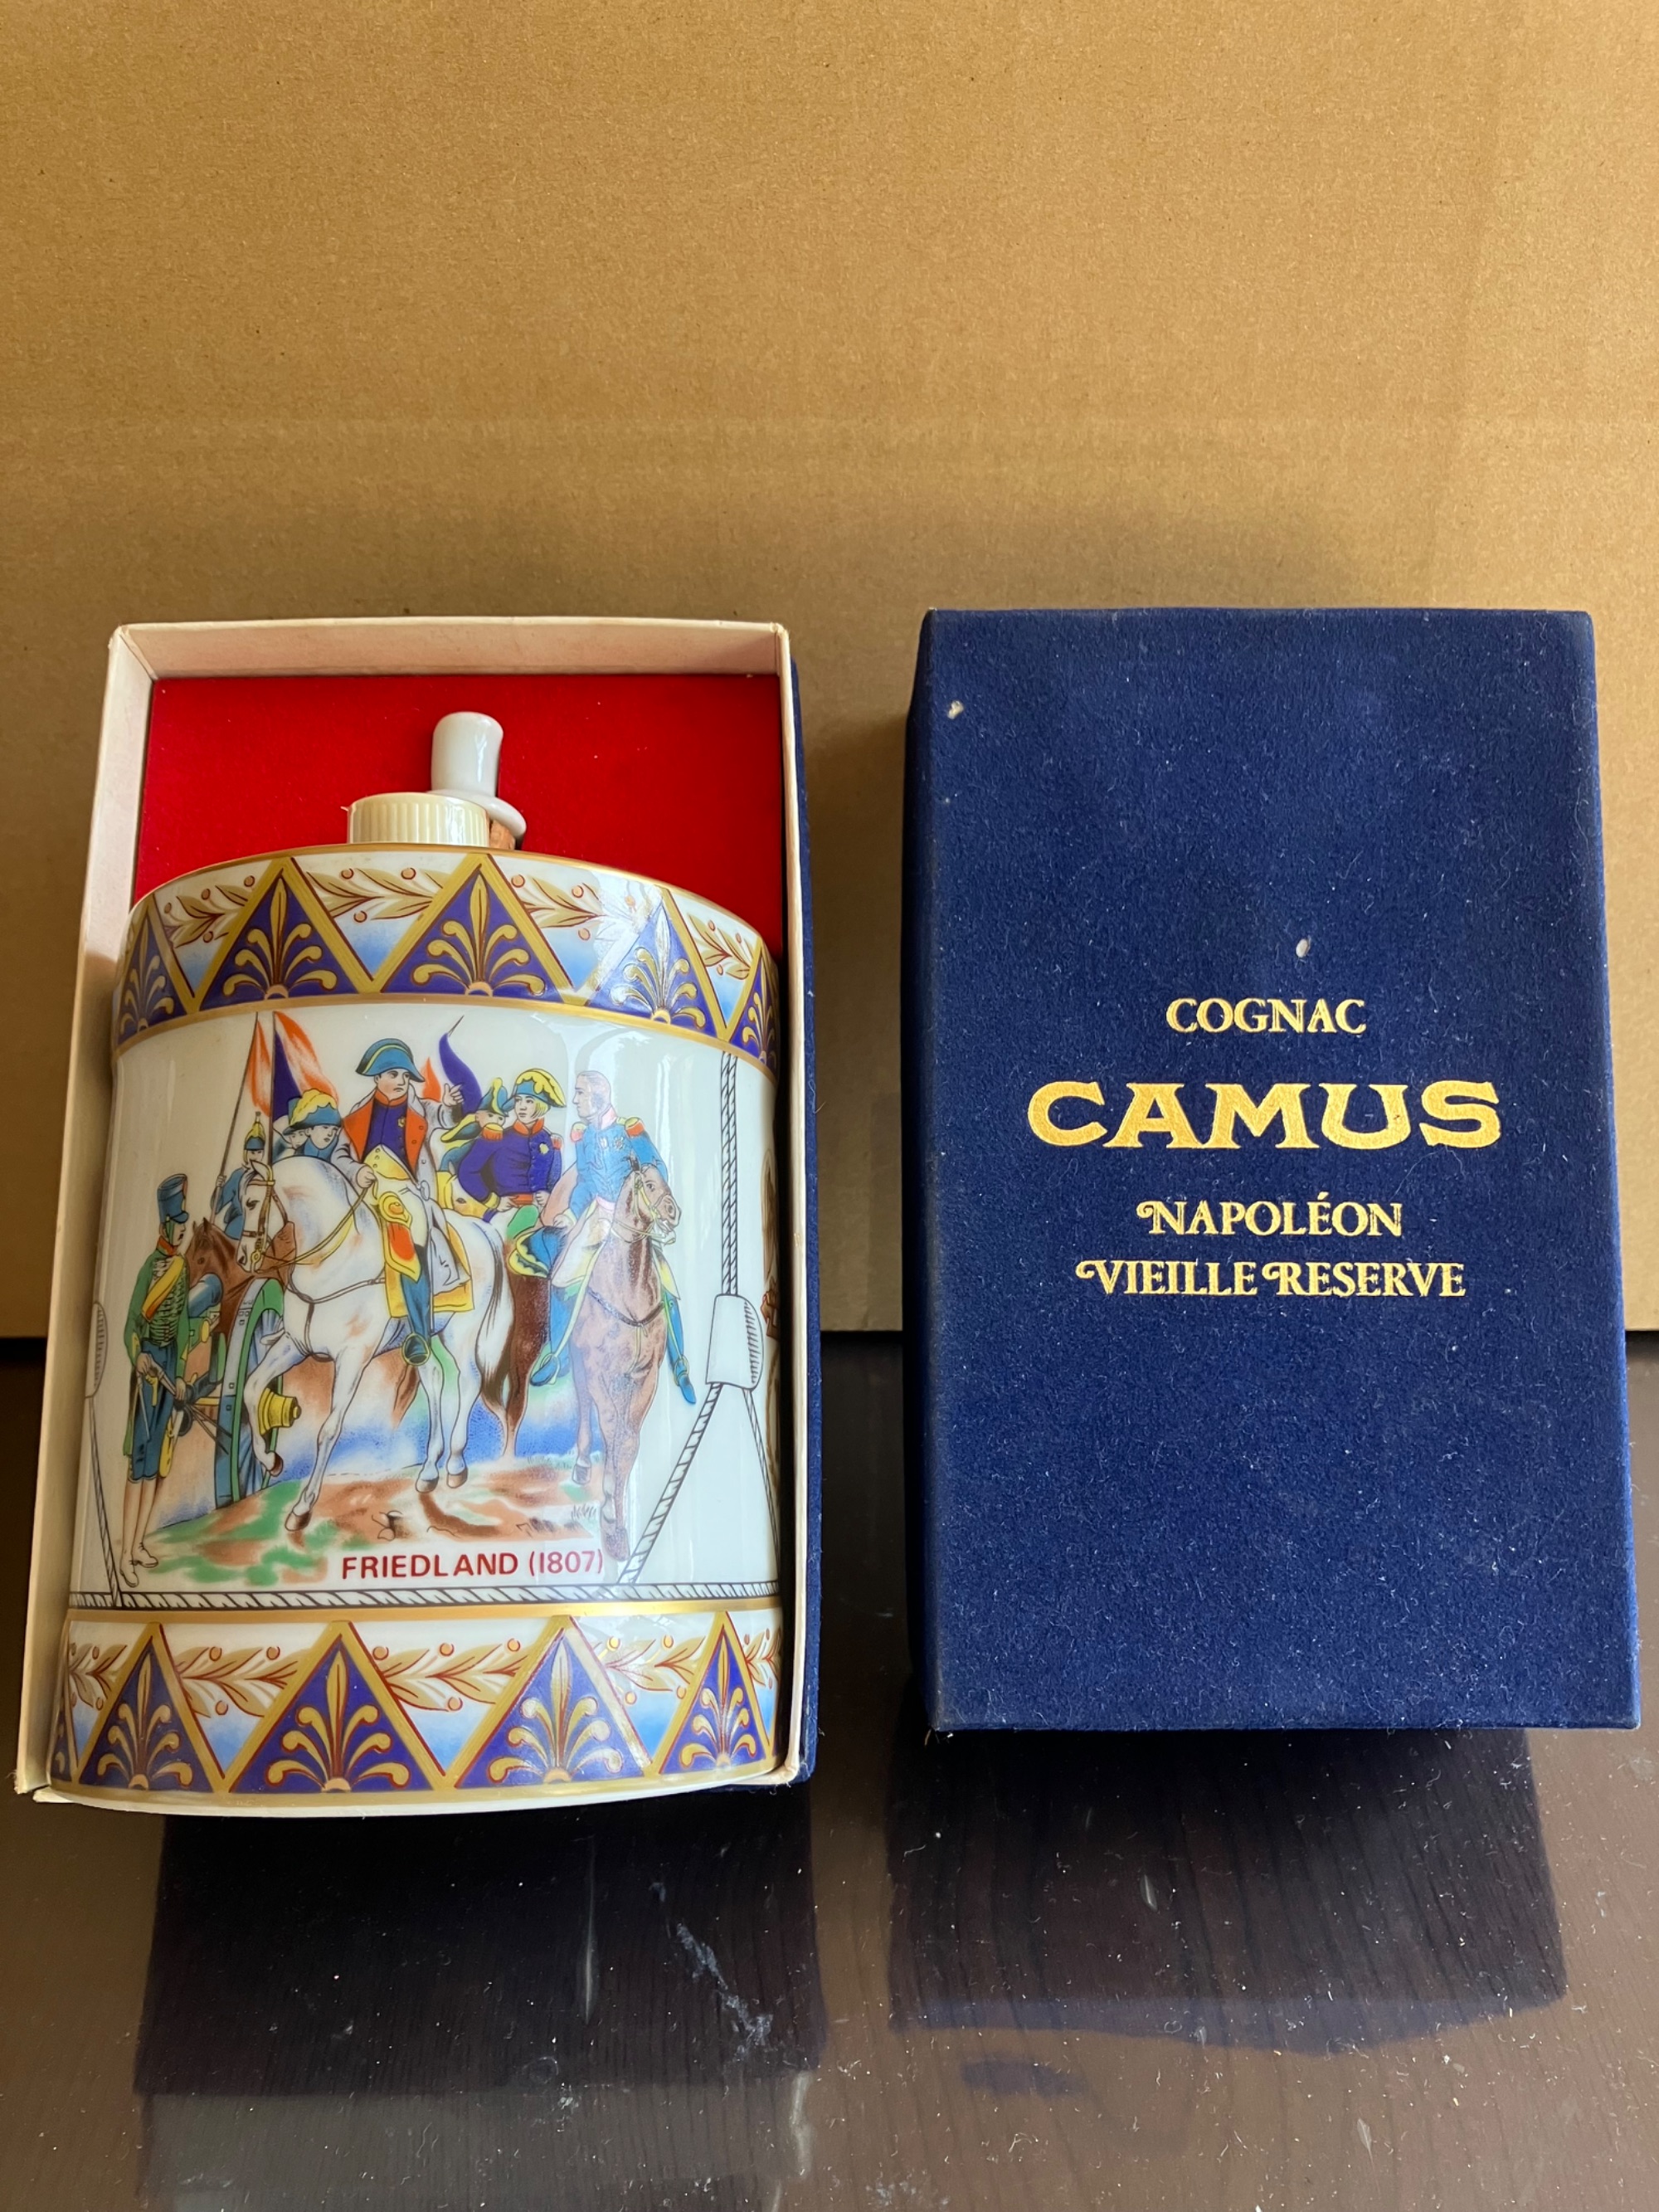 FRIEDLAND (1807)
COGNAC
CAMUS
NAPOLÉON
VIEILLE RESERVE